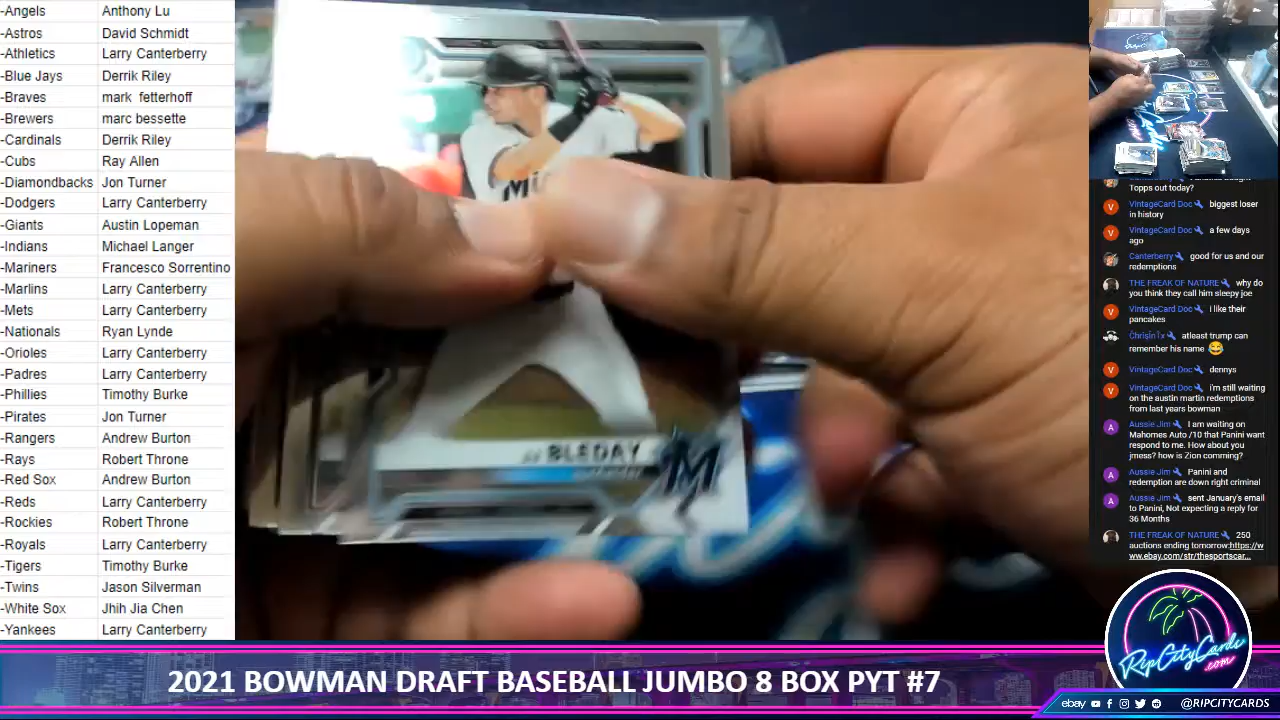 -Angels Anthony Lu
-Astros David Schmidt
-Athletics Larry Canterberry
-Blue Jays Derrik Riley
-Braves mark fetterhoff
-Brewers marc bessette
-Cardinals Derrik Riley
-Cubs Ray Allen
-Diamondbacks Jon Turner
-Dodgers Larry Canterberry
-Giants Austin Lopeman
-Indians Michael Langer
-Mariners Francesco Sorrentino
-Marlins Larry Canterberry
-Mets Larry Canterberry
-Nationals Ryan Lynde
-Orioles Larry Canterberry
-Padres Larry Canterberry
-Phillies Timothy Burke
-Pirates Jon Turner
-Rangers Andrew Burton
-Rays Robert Throne
-Red Sox Andrew Burton
-Reds Larry Canterberry
-Rockies Robert Throne
-Royals Larry Canterberry
-Tigers Timothy Burke
-Twins Jason Silverman
-White Sox Jhih Jia Chen
-Yankees Larry Canterberry
BLEDAY
M
Topps out today?
VintageCard Doc biggest loser
in history
VintageCard Doc a few days
ago
Canterberry good for us and our
redemptions
THE FREAK OF NATURE why do
you think they call him sleepy joe
VintageCard Doc I like their
pancakes
atleast trump can
remember his name
VintageCard Doc dennys
VintageCard Doc i'm still waiting
on the austin martin redemptions
from last years bowman
Aussie Jim I am waiting on
Mahomes Auto /10 that Panini want
respond to me. How about you
jmess? how is Zion comming?
Aussie Jim Panini and
redemption are down right criminal
Aussie Jim sent January's email
to Panini, Not expecting a reply for
36 Months
THE FREAK OF NATURE 250
auctions ending tomorrow:https://w
ww.ebay.com/str/thesportscar...
RipCityCards
.com
2021 BOWMAN DRAFT BASEBALL JUMBO 8 BOX PYT #7
ebay @RIPCITYCARDS